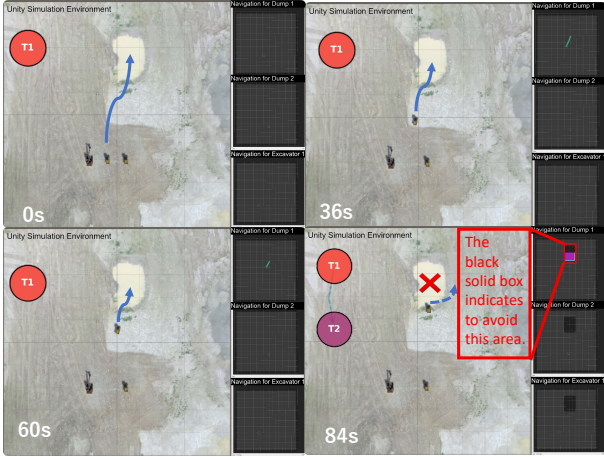 Unity Simulation Environment
T1
0s
Navigation for Dump 1
Navigation for Dump 2
Navigation for Excavator 1
Unity Simulation Environment
T1
36s
Navigation for Dump 1
Navigation for Dump 2
Navigation for Excavator 1
Unity Simulation Environment
T1
60s
Navigation for Dump 1
Navigation for Dump 2
Navigation for Excavator 1
Unity Simulation Environment
T1
T2
84s
The
black
solid box
indicates
to avoid
this area.
Navigation for Dump 1
Navigation for Dump 2
Navigation for Excavator 1